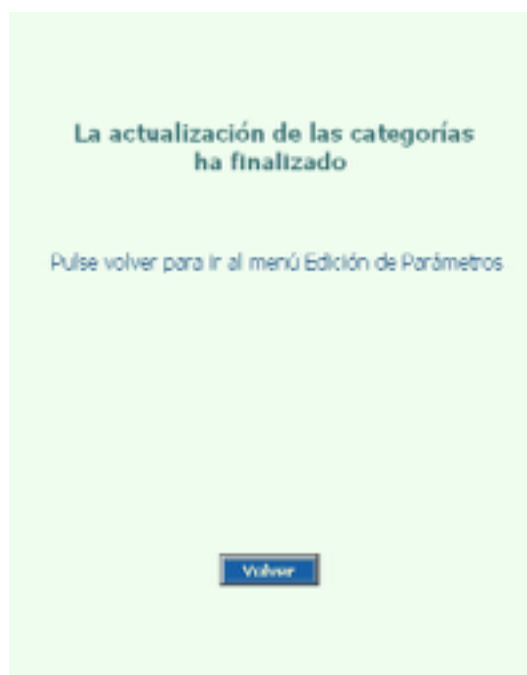 La actualización de las categorías
ha finalizado
Pulse volver para ir al menú Edición de Parámetros
Volver